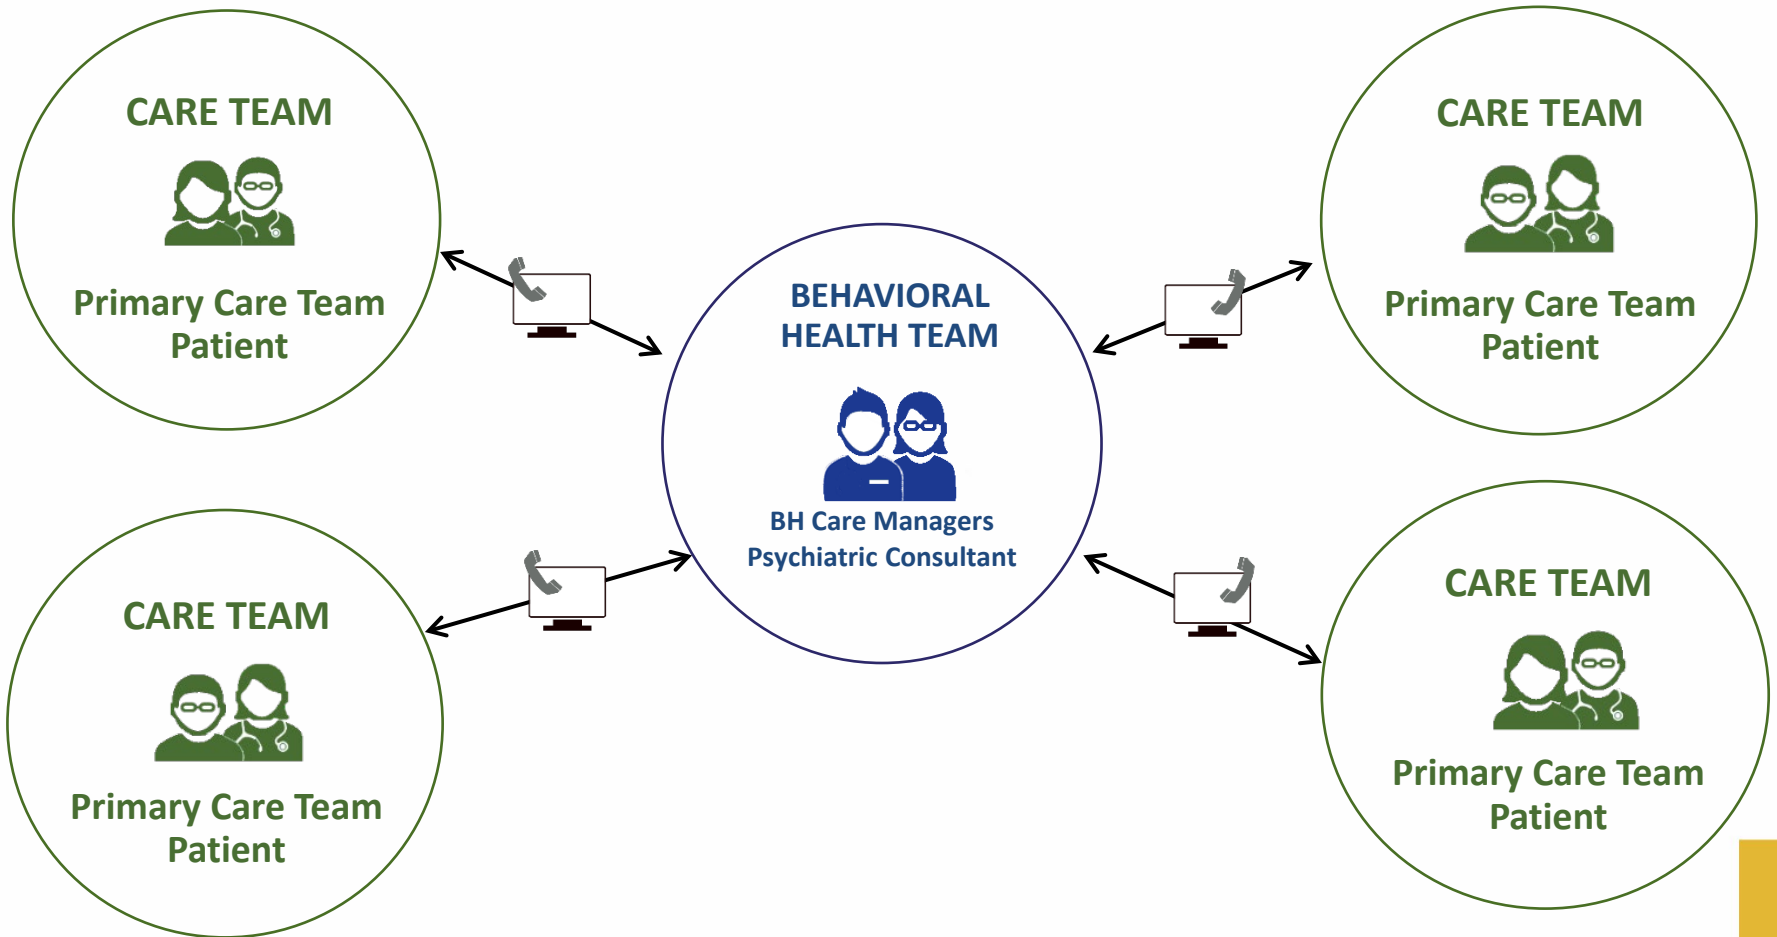 CARE TEAM
Primary Care Team
Patient
CARE TEAM
Primary Care Team
Patient
BEHAVIORAL
HEALTH TEAM
BH Care Managers
Psychiatric Consultant
CARE TEAM
Primary Care Team
Patient
CARE TEAM
Primary Care Team
Patient